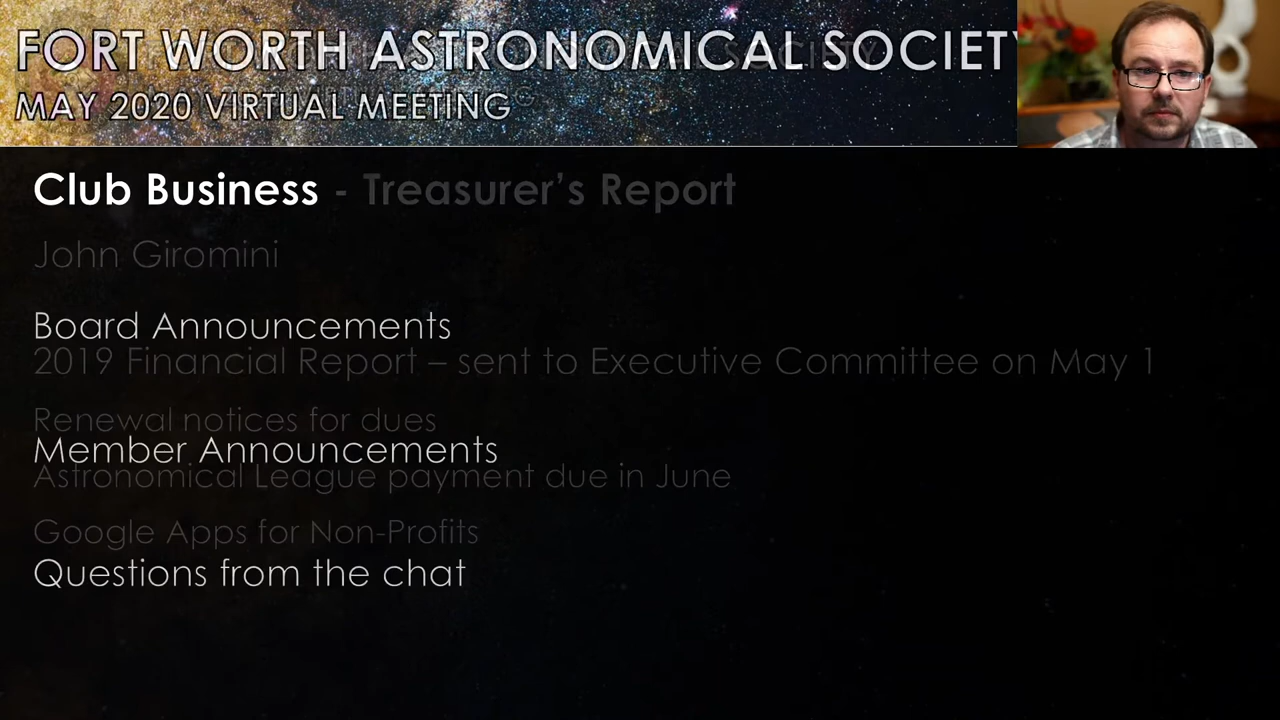 FORT WORTH ASTRONOMICAL SOCIETY
MAY 2020 VIRTUAL MEETING
Club Business - Treasurer's Report
John Giromini
Board Announcements
2019 Financial Report – sent to Executive Committee on May 1
Renewal notices for dues
Member Announcements
Astronomical League payment due in June
Google Apps for Non-Profits
Questions from the chat